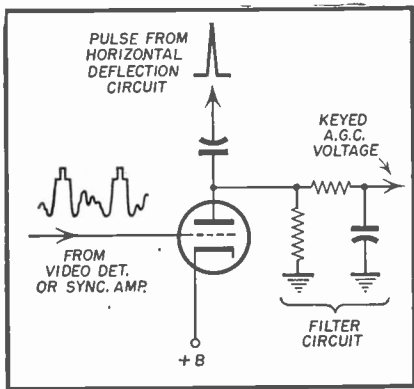 PULSE FROM
HORIZONTAL
DEFLECTION
CIRCUIT
KEYED
A.G.C.
VOLTAGE
FROM
VIDEO DET.
OR SYNC. AMP.
+B
FILTER
CIRCUIT